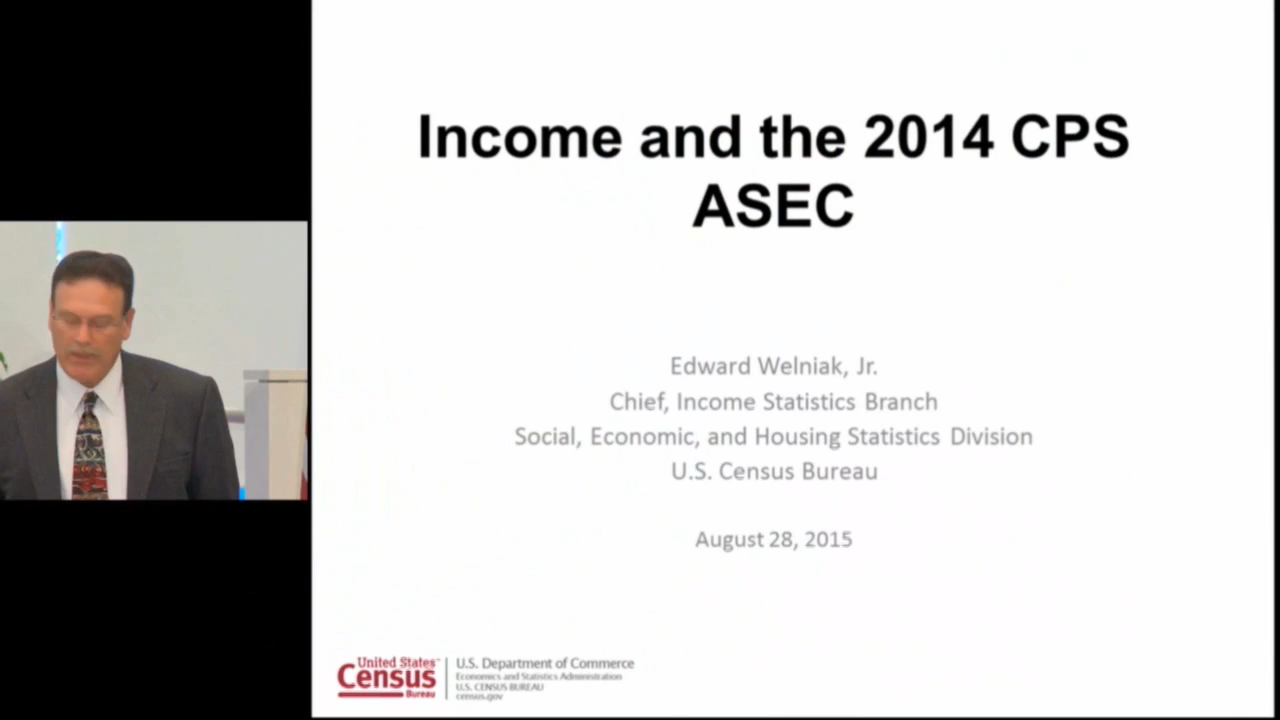 Income and the 2014 CPS
ASEC
Edward Welniak, Jr.
Chief, Income Statistics Branch
Social, Economic, and Housing Statistics Division
U.S. Census Bureau
August 28, 2015
United States™
Census
Bureau
U.S. Department of Commerce
Economics and Statistics Administration
U.S. CENSUS BUREAU
census.gov